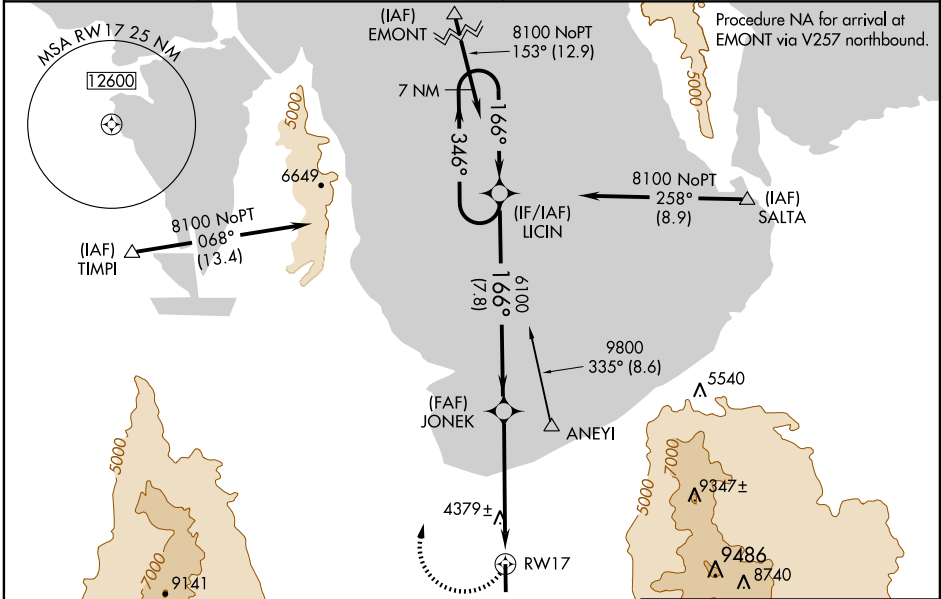 MSA RW17 25 NM
12600
(IAF)
EMONT
8100 NoPT
153° (12.9)
Procedure NA for arrival at
EMONT via V257 northbound.
7 NM
5000
5000
166°
346°
6649
8100 NoPT
258°
(8.9)
(IAF)
SALTA
(IF/IAF)
LICIN
8100 NoPT
068°
(13.4)
(IAF)
TIMPI
6100
166°
(7.8)
9800
335° (8.6)
(FAF)
JONEK
ANEYI
5540
5000
7000
5000
9347±
4379±
RW17
9486
8740
7000
9141